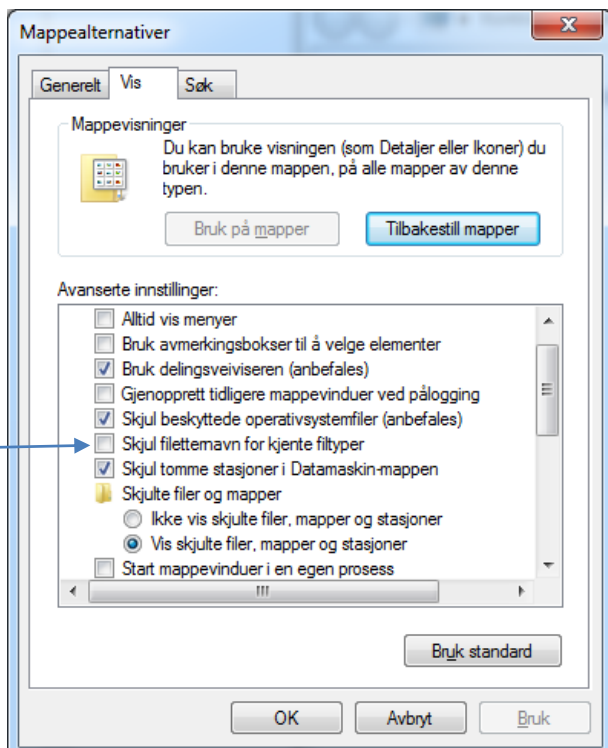 Mappealternativer
Generelt Vis Søk
Mappevisninger
Du kan bruke visningen (som Detaljer eller Ikoner) du
bruker i denne mappen, på alle mapper av denne
typen.
Bruk på mapper Tilbakestill mapper
Avanserte innstillinger:
Alltid vis menyer
Bruk avmerkingsbokser til å velge elementer
Bruk delingsveiviseren (anbefales)
Gjenopprett tidligere mappevinduer ved pålogging
Skjul beskyttede operativsystemfiler (anbefales)
Skjul filetternavn for kjente filtyper
Skjul tomme stasjoner i Datamaskin-mappen
Skjulte filer og mapper
Ikke vis skjulte filer, mapper og stasjoner
Vis skjulte filer, mapper og stasjoner
Start mappevinduer i en egen prosess
Bruk standard
OK Avbryt Bruk